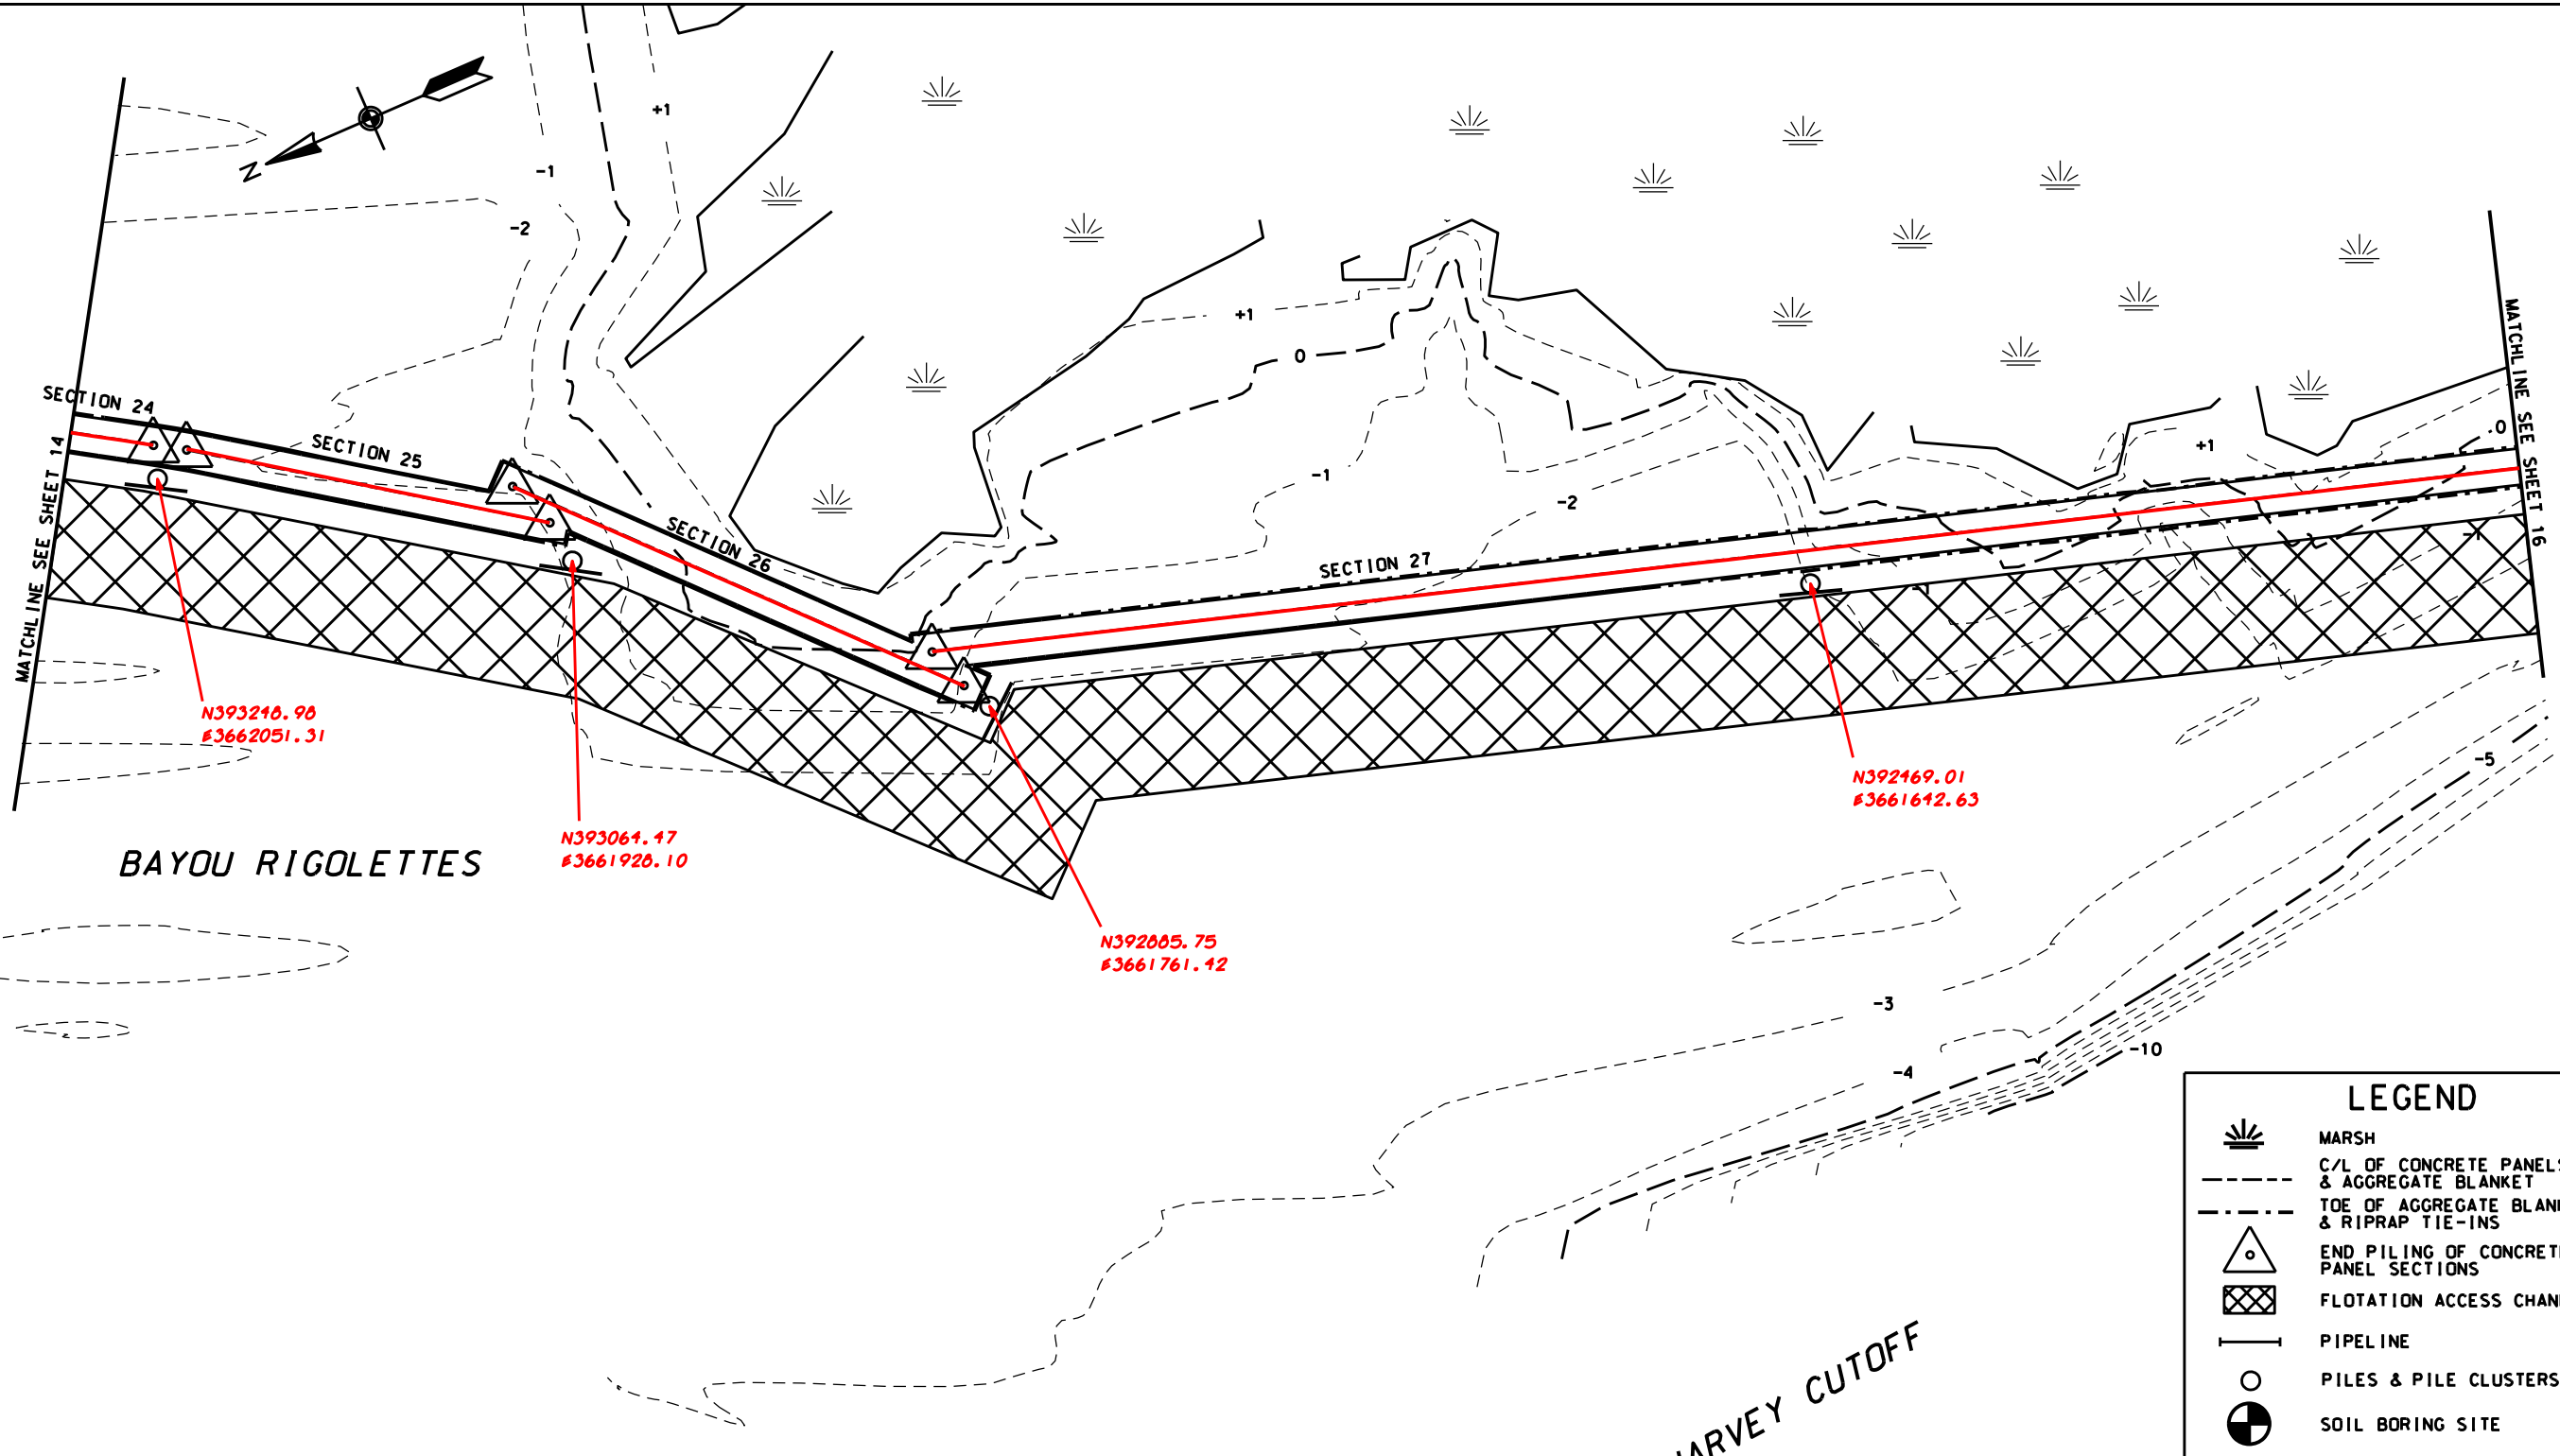 N
+1
-1
-2
+1
0
-1
-2
+1
0
-1
-5
-3
-4
-10
MATCHLINE SEE SHEET 14
MATCHLINE SEE SHEET 16
SECTION 24
SECTION 25
SECTION 26
SECTION 27
N393248.98
E3662051.31
N393064.47
E3661928.10
N392885.75
E3661761.42
N392469.01
E3661642.63
BAYOU RIGOLETTES
HARVEY CUTOFF
LEGEND
MARSH
C/L OF CONCRETE PANELS
& AGGREGATE BLANKET
TOE OF AGGREGATE BLAN
& RIPRAP TIE-INS
END PILING OF CONCRET
PANEL SECTIONS
FLOTATION ACCESS CHAN
PIPELINE
PILES & PILE CLUSTERS
SOIL BORING SITE